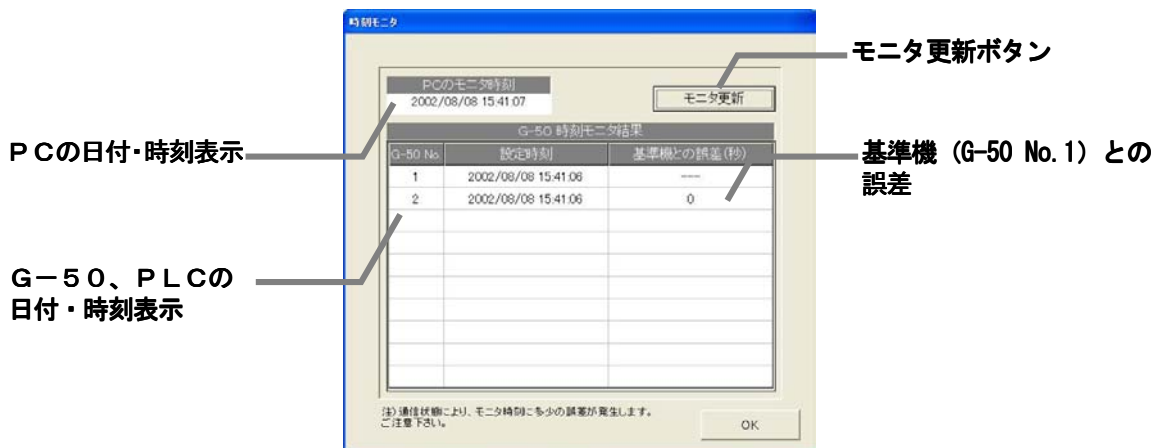 時刻モニタ
モニタ更新ボタン
PCのモニタ時刻
2002/08/08 15:41:07
モニタ更新
G-50 時刻モニタ結果
PCの日付・時刻表示
G-50 No. 設定時刻 基準機との誤差(秒)
基準機（G-50 No.1）との
誤差
1 2002/08/08 15:41:06 ---
2 2002/08/08 15:41:06 0
G－50、PLCの
日付・時刻表示
注)通信状態により、モニタ時刻に多少の誤差が発生します。
ご注意下さい。
OK